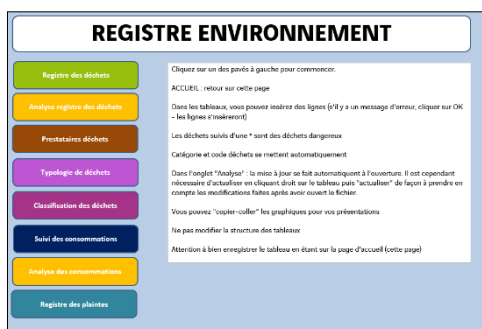 REGISTRE ENVIRONNEMENT
Registre des déchets
Analyse registre des déchets
Prestataires déchets
Typologie de déchets
Classification des déchets
Suivi des consommations
Analyse des consommations
Registre des plaintes
Cliquez sur un des pavés à gauche pour commencer.
ACCUEIL : retour sur cette page
Dans les tableaux, vous pouvez insérez des lignes (s'il y a un message d'erreur, cliquer sur OK
- les lignes s'insèreront)
Les déchets suivis d'une * sont des déchets dangereux
Catégorie et code déchets se mettent automatiquement
Dans l'onglet "Analyse" : la mise à jour se fait automatiquent à l'ouverture. Il est cependant
nécessaire d'actualiser en cliquant droit sur le tableau puis "actualiser" de façon à prendre en
compte les modifications faites après avoir ouvert le fichier.
Vous pouvez "copier-coller" les graphiques pour vos présentations
Ne pas modifier la structure des tableaux
Attention à bien enregistrer le tableau en étant sur la page d'accueil (cette page)